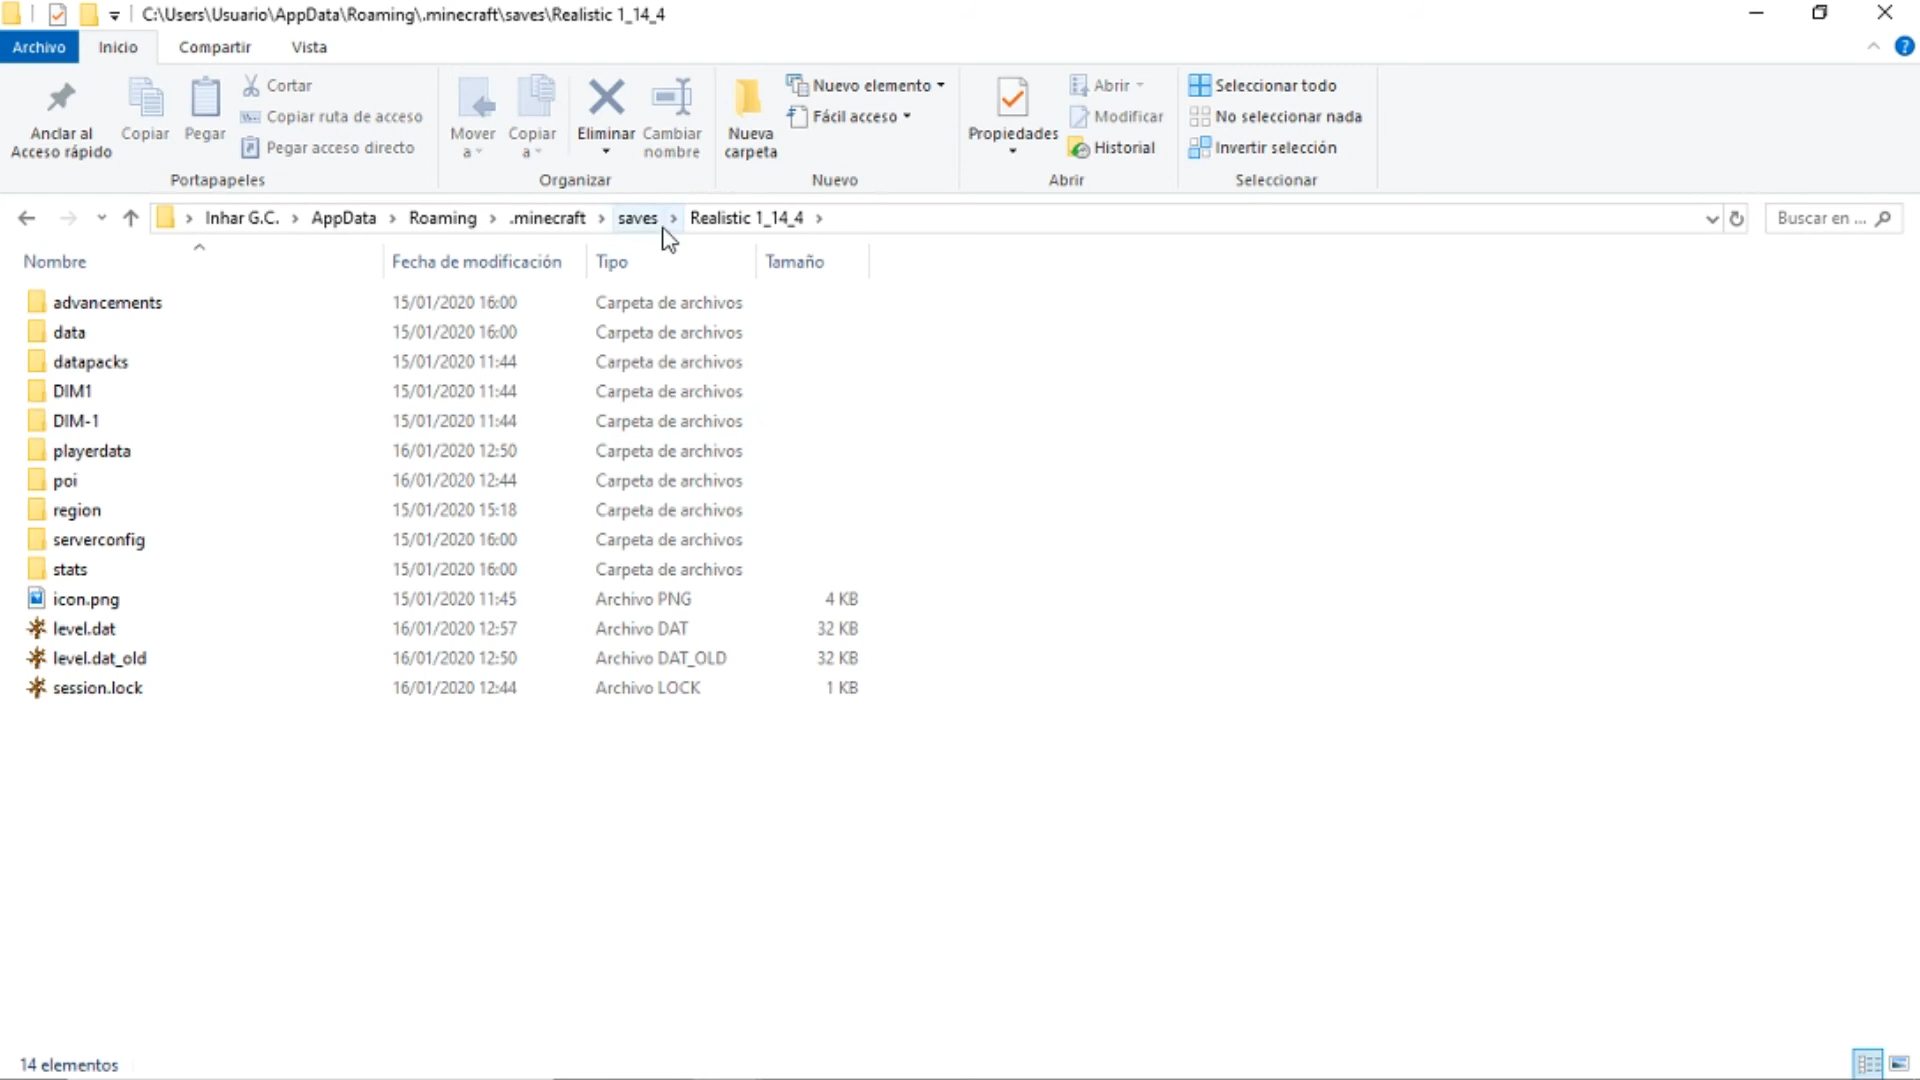 C:\Users\Usuario\AppData\Roaming\.minecraft\saves\Realistic 1_14_4
Archivo Inicio Compartir Vista
Anclar al Acceso rápido
Copiar
Pegar
Cortar
Copiar ruta de acceso
Pegar acceso directo
Portapapeles
Mover a
Copiar a
Eliminar
Cambiar nombre
Organizar
Nueva carpeta
Nuevo elemento
Fácil acceso
Nuevo
Propiedades
Abrir
Modificar
Historial
Abrir
Seleccionar todo
No seleccionar nada
Invertir selección
Seleccionar
Inhar G.C. > AppData > Roaming > .minecraft > saves > Realistic 1_14_4 >
Buscar en ...
Nombre Fecha de modificación Tipo Tamaño
advancements 15/01/2020 16:00 Carpeta de archivos
data 15/01/2020 16:00 Carpeta de archivos
datapacks 15/01/2020 11:44 Carpeta de archivos
DIM1 15/01/2020 11:44 Carpeta de archivos
DIM-1 15/01/2020 11:44 Carpeta de archivos
playerdata 16/01/2020 12:50 Carpeta de archivos
poi 16/01/2020 12:44 Carpeta de archivos
region 15/01/2020 15:18 Carpeta de archivos
serverconfig 15/01/2020 16:00 Carpeta de archivos
stats 15/01/2020 16:00 Carpeta de archivos
icon.png 15/01/2020 11:45 Archivo PNG 4 KB
level.dat 16/01/2020 12:57 Archivo DAT 32 KB
level.dat_old 16/01/2020 12:50 Archivo DAT_OLD 32 KB
session.lock 16/01/2020 12:44 Archivo LOCK 1 KB
14 elementos